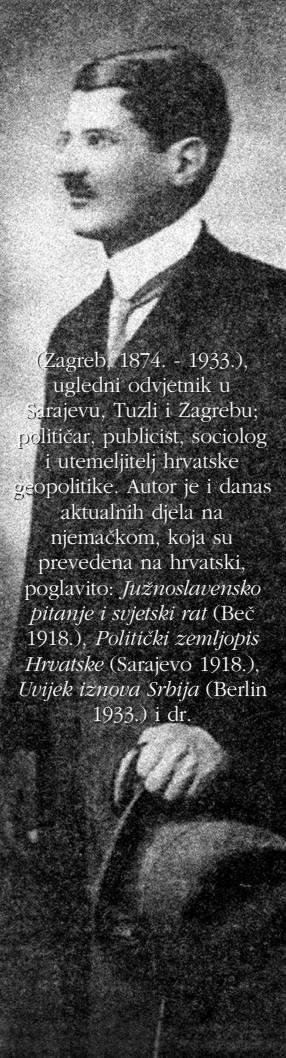 (Zagreb, 1874. - 1933.),
ugledni odvjetnik u
Sarajevu, Tuzli i Zagrebu;
političar, publicist, sociolog
i utemeljitelj hrvatske
geopolitike. Autor je i danas
aktualnih djela na
njemačkom, koja su
prevedena na hrvatski,
poglavito: Južnoslavensko
pitanje i svjetski rat (Beč
1918.), Politički zemljopis
Hrvatske (Sarajevo 1918.),
Uvijek iznova Srbija (Berlin
1933.) i dr.